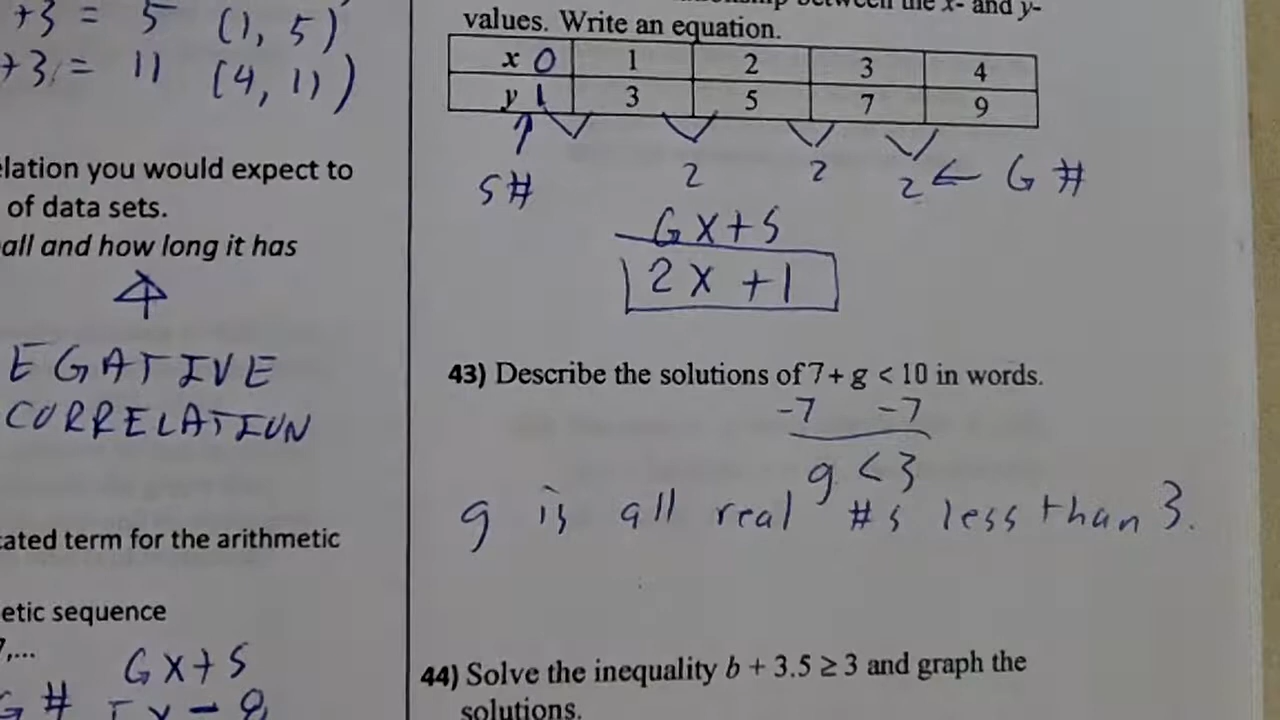 +3 = 5 (1, 5)
+3 = 11 (4, 11)
elation you would expect to
of data sets.
all and how long it has
EGATIVE
CORRELATION
cated term for the arithmetic
etic sequence
7,...
GX+S
G #
between the x- and y-
values. Write an equation.
x 0 1 2 3 4
y 1 3 5 7 9
2 2 2 ← G #
S#
GX+S
2X +1
43) Describe the solutions of 7 + g < 10 in words.
-7 -7
g < 3
g is all real #s less than 3.
44) Solve the inequality b + 3.5 ≥ 3 and graph the
solutions.